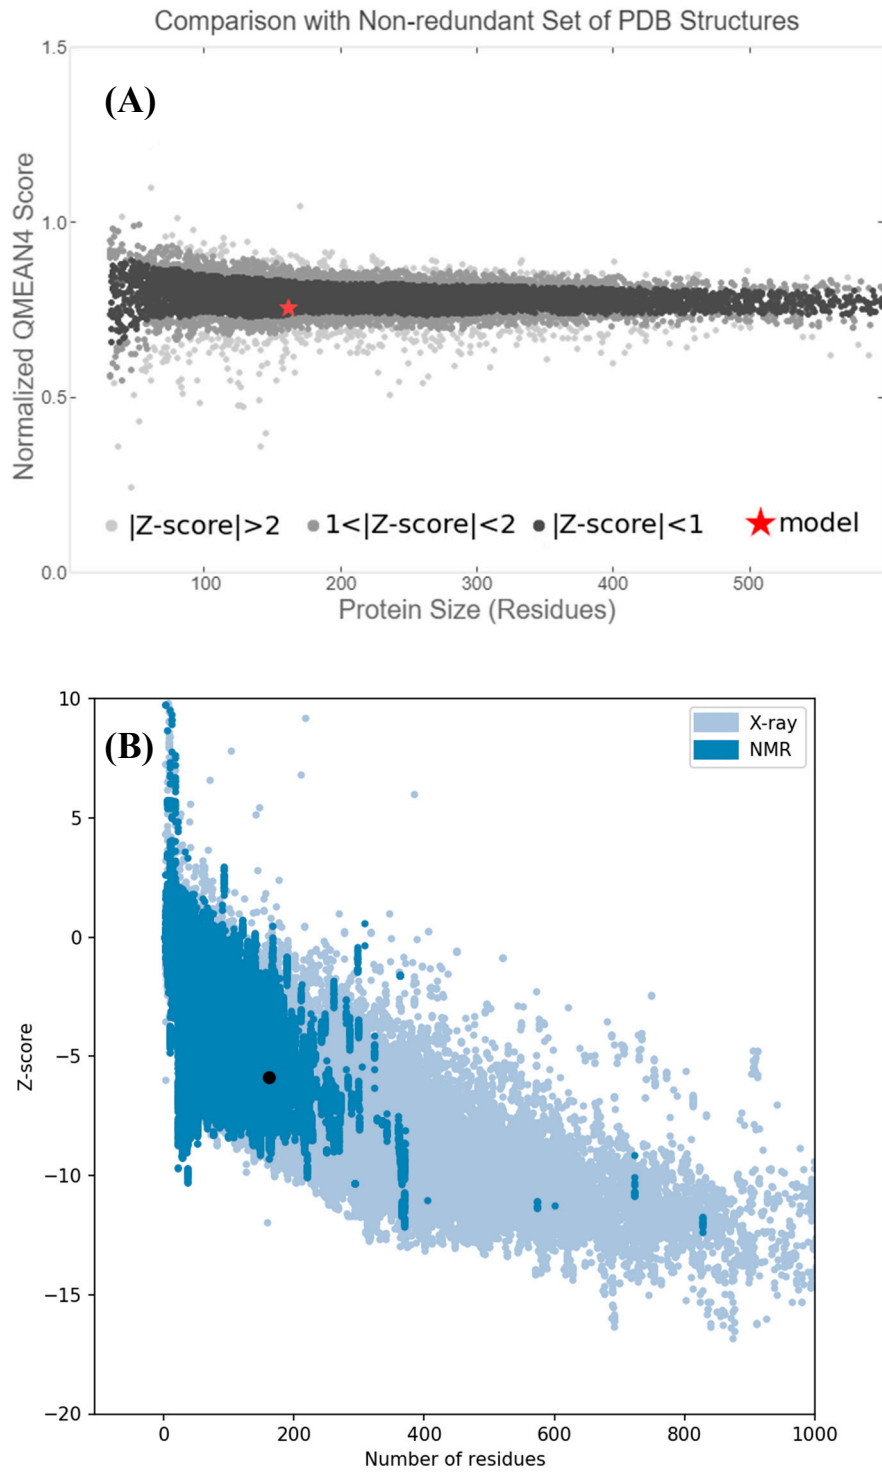 Comparison with Non-redundant Set of PDB Structures
1.5
(A)
1.0
Normalized QMEAN4 Score
0.5
|Z-score|>2 1<|Z-score|<2 |Z-score|<1 model
0.0
100 200 300 400 500
Protein Size (Residues)
10
(B)
X-ray
NMR
5
0
Z-score
−5
−10
−15
−20
0 200 400 600 800 1000
Number of residues